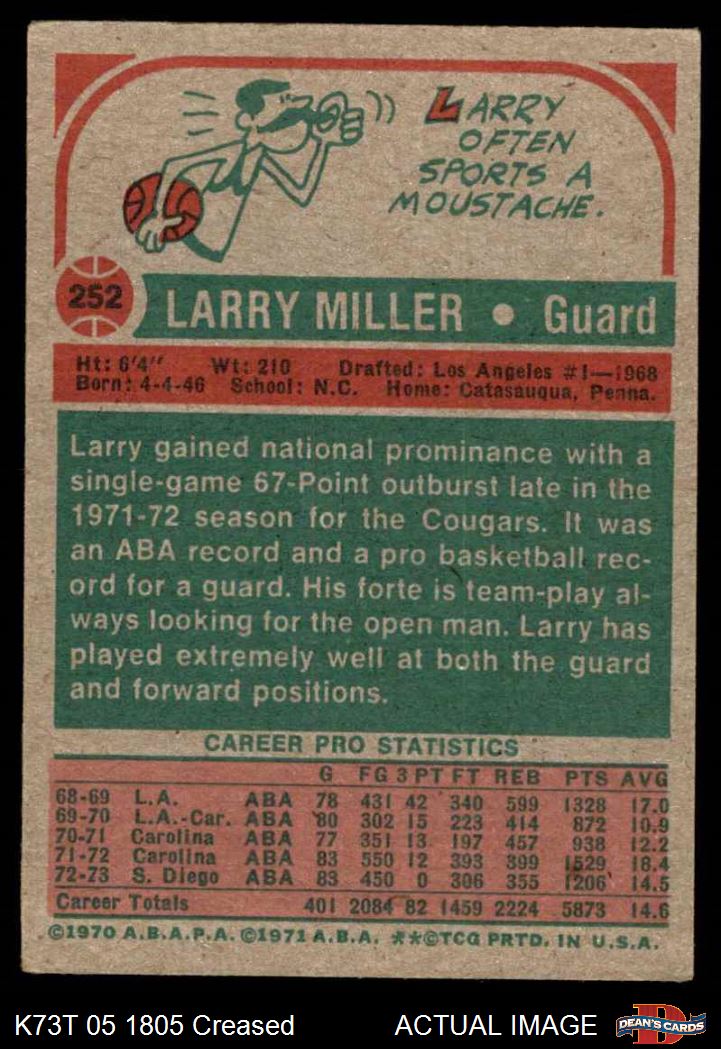 LARRY
OFTEN
SPORTS A
MOUSTACHE.
252 LARRY MILLER • Guard
Ht: 6'4" Wt: 210 Drafted: Los Angeles #1—1968
Born: 4-4-46 School: N.C. Home: Catasauqua, Penna.
Larry gained national prominance with a
single-game 67-Point outburst late in the
1971-72 season for the Cougars. It was
an ABA record and a pro basketball rec-
ord for a guard. His forte is team-play al-
ways looking for the open man. Larry has
played extremely well at both the guard
and forward positions.
CAREER PRO STATISTICS
G FG 3 PT FT REB PTS AVG
68-69 L.A. ABA 78 431 42 340 599 1328 17.0
69-70 L.A.-Car. ABA 80 302 15 223 414 872 10.9
70-71 Carolina ABA 77 351 13 197 457 938 12.2
71-72 Carolina ABA 83 550 12 393 399 1529 18.4
72-73 S. Diego ABA 83 450 0 306 355 1206 14.5
Career Totals 401 2084 82 1459 2224 5873 14.6
©1970 A.B.A.P.A. ©1971 A.B.A. **©TCG PRTD. IN U.S.A.
K73T 05 1805 Creased ACTUAL IMAGE D DEAN'S CARDS